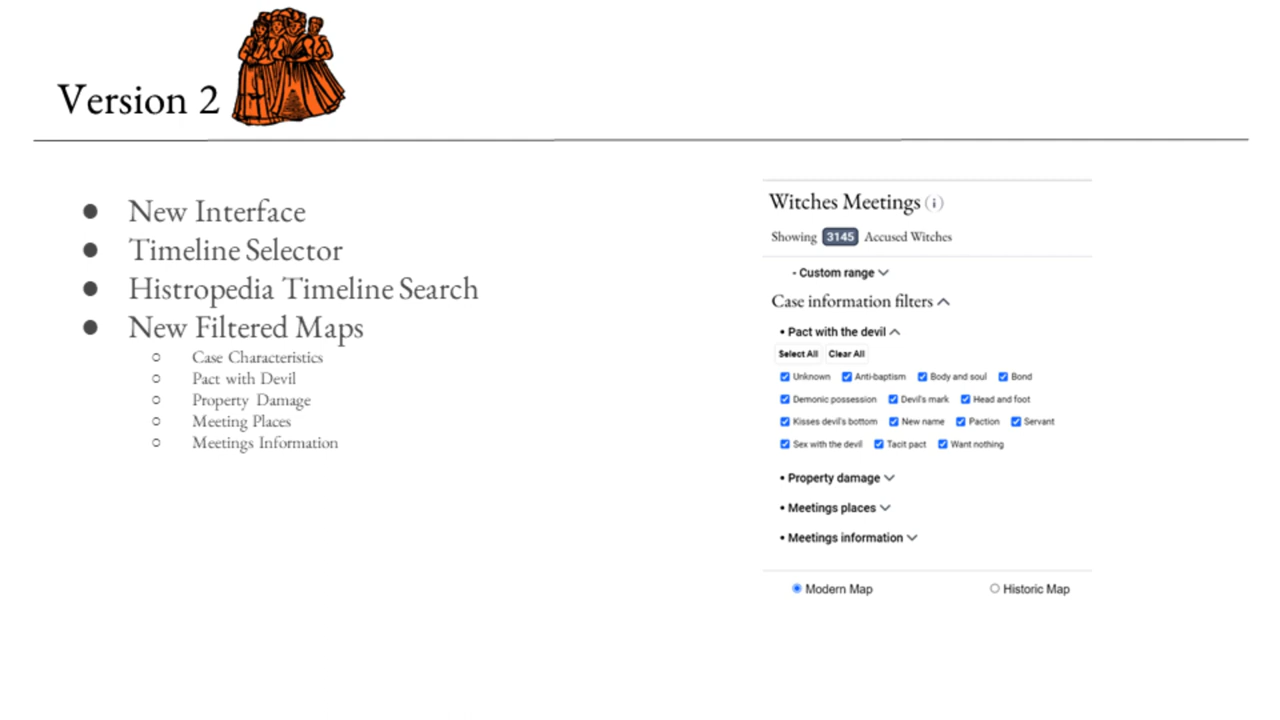 Version 2
● New Interface
● Timeline Selector
● Histropedia Timeline Search
● New Filtered Maps
○ Case Characteristics
○ Pact with Devil
○ Property Damage
○ Meeting Places
○ Meetings Information
Witches Meetings (i)
Showing 3145 Accused Witches
- Custom range
Case information filters
• Pact with the devil
Select All Clear All
Unknown Anti-baptism Body and soul Bond
Demonic possession Devil's mark Head and foot
Kisses devil's bottom New name Paction Servant
Sex with the devil Tacit pact Want nothing
• Property damage
• Meetings places
• Meetings information
Modern Map Historic Map